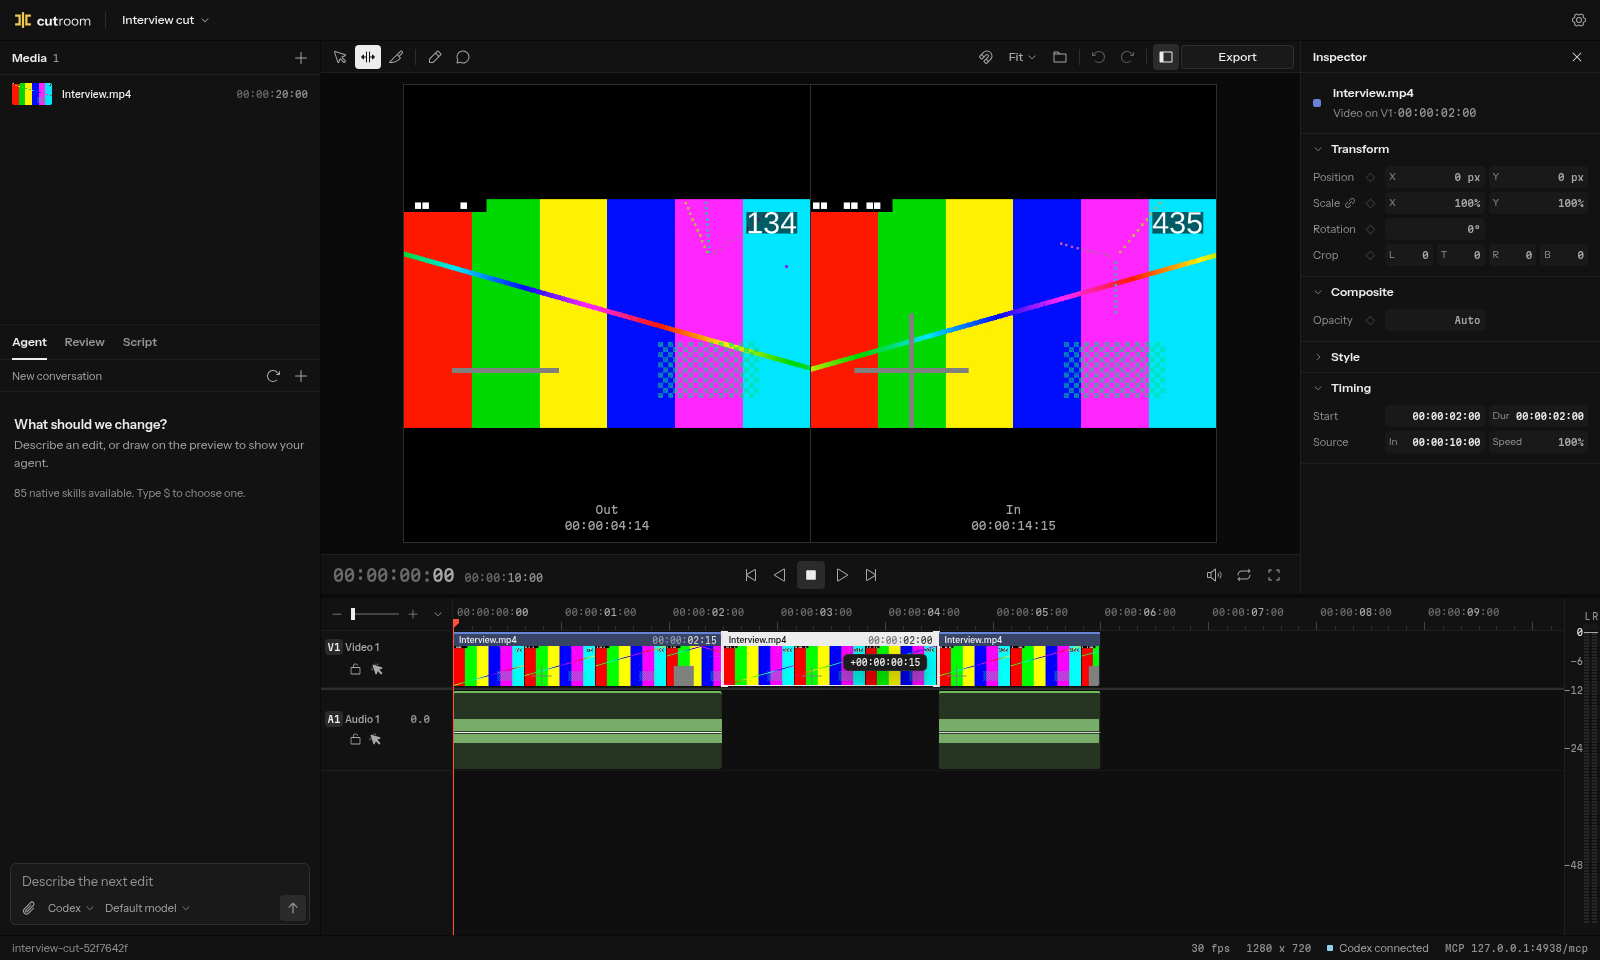 cutroom
Interview cut
Media 1
Interview.mp4
00:00:20:00
Agent
Review
Script
New conversation
What should we change?
Describe an edit, or draw on the preview to show your
agent.
85 native skills available. Type $ to choose one.
Describe the next edit
Codex
Default model
Fit
Export
134
435
Out
00:00:04:14
In
00:00:14:15
00:00:00:00
00:00:10:00
Inspector
Interview.mp4
Video on V1·00:00:02:00
Transform
Position X 0 px Y 0 px
Scale X 100% Y 100%
Rotation 0°
Crop L 0 T 0 R 0 B 0
Composite
Opacity Auto
Style
Timing
Start 00:00:02:00 Dur 00:00:02:00
Source In 00:00:10:00 Speed 100%
00:00:00:00 00:00:01:00 00:00:02:00 00:00:03:00 00:00:04:00 00:00:05:00 00:00:06:00 00:00:07:00 00:00:08:00 00:00:09:00
V1 Video 1
Interview.mp4 00:00:02:15
Interview.mp4 00:00:02:00
Interview.mp4
+00:00:00:15
A1 Audio 1 0.0
L R
0
-6
-12
-24
-48
interview-cut-52f7642f
30 fps
1280 x 720
Codex connected
MCP 127.0.0.1:4938/mcp